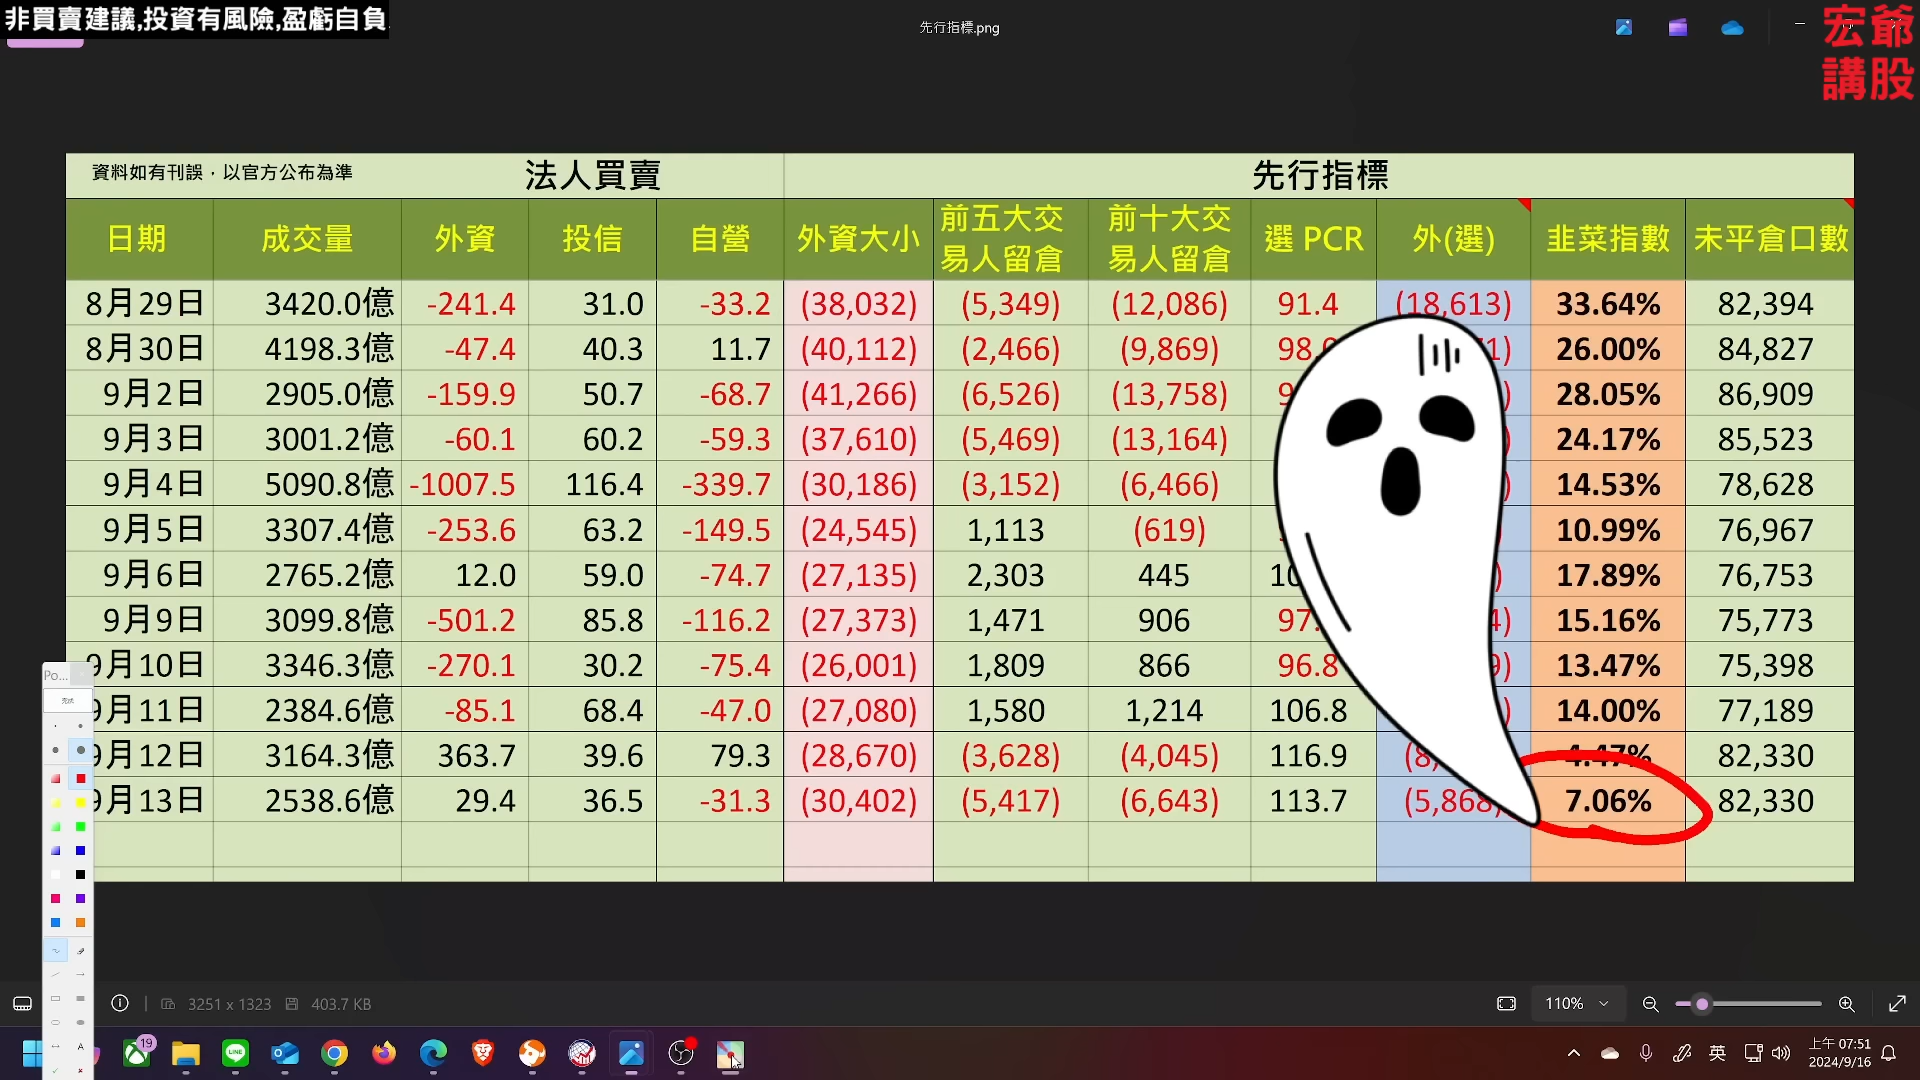 非買賣建議,投資有風險,盈虧自負
先行指標.png
宏爺
講股
資料如有刊誤，以官方公布為準 法人買賣 先行指標
日期 成交量 外資 投信 自營 外資大小 前五大交易人留倉 前十大交易人留倉 選 PCR 外(選) 韭菜指數 未平倉口數
8月29日 3420.0億 -241.4 31.0 -33.2 (38,032) (5,349) (12,086) 91.4 (18,613) 33.64% 82,394
8月30日 4198.3億 -47.4 40.3 11.7 (40,112) (2,466) (9,869) 26.00% 84,827
9月2日 2905.0億 -159.9 50.7 -68.7 (41,266) (6,526) (13,758) 28.05% 86,909
9月3日 3001.2億 -60.1 60.2 -59.3 (37,610) (5,469) (13,164) 24.17% 85,523
9月4日 5090.8億 -1007.5 116.4 -339.7 (30,186) (3,152) (6,466) 14.53% 78,628
9月5日 3307.4億 -253.6 63.2 -149.5 (24,545) 1,113 (619) 10.99% 76,967
9月6日 2765.2億 12.0 59.0 -74.7 (27,135) 2,303 445 17.89% 76,753
9月9日 3099.8億 -501.2 85.8 -116.2 (27,373) 1,471 906 15.16% 75,773
9月10日 3346.3億 -270.1 30.2 -75.4 (26,001) 1,809 866 96.8 13.47% 75,398
9月11日 2384.6億 -85.1 68.4 -47.0 (27,080) 1,580 1,214 106.8 14.00% 77,189
9月12日 3164.3億 363.7 39.6 79.3 (28,670) (3,628) (4,045) 116.9 4.47% 82,330
9月13日 2538.6億 29.4 36.5 -31.3 (30,402) (5,417) (6,643) 113.7 (5,868) 7.06% 82,330
Po...
完成
A
3251 x 1323 403.7 KB 110%
19
LINE
英
上午 07:51
2024/9/16